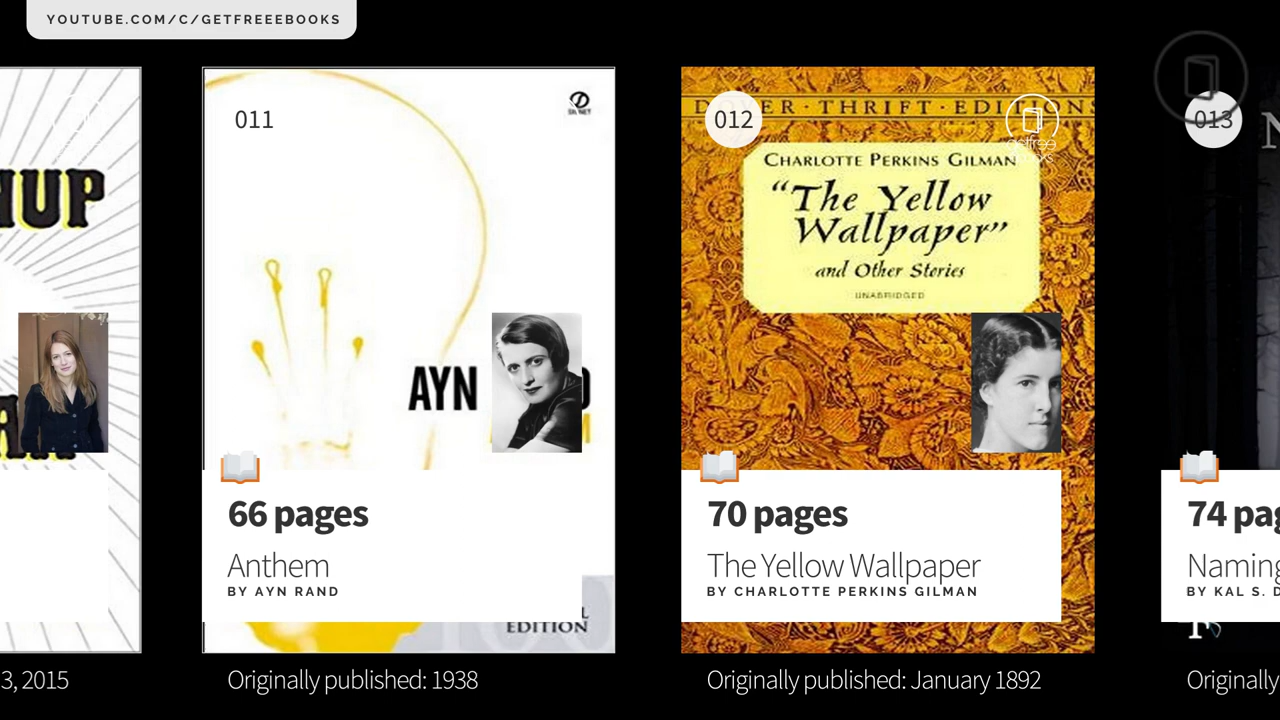 YOUTUBE.COM/C/GETFREEEBOOKS
NUP
3, 2015
011
AYN
EDITION
66 pages
Anthem
BY AYN RAND
Originally published: 1938
012
DOVER · THRIFT · EDITIONS
getfree
CHARLOTTE PERKINS GILMAN
"The Yellow
Wallpaper"
and Other Stories
UNABRIDGED
70 pages
The Yellow Wallpaper
BY CHARLOTTE PERKINS GILMAN
Originally published: January 1892
013
N
74 pag
Naming
BY KAL S. D
F
Originally